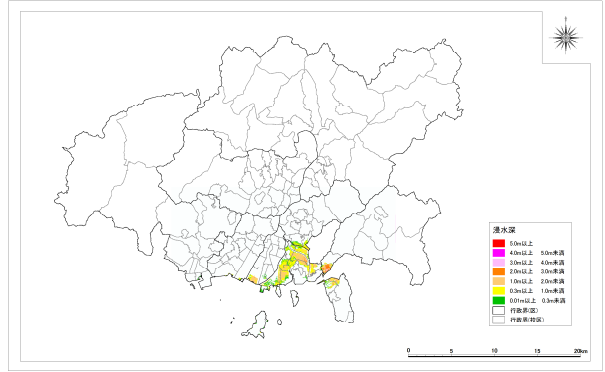 浸水深
5.0m以上
4.0m以上 5.0m未満
3.0m以上 4.0m未満
2.0m以上 3.0m未満
1.0m以上 2.0m未満
0.3m以上 1.0m未満
0.01m以上 0.3m未満
行政界(区)
行政界(校区)
0 5 10 15 20km